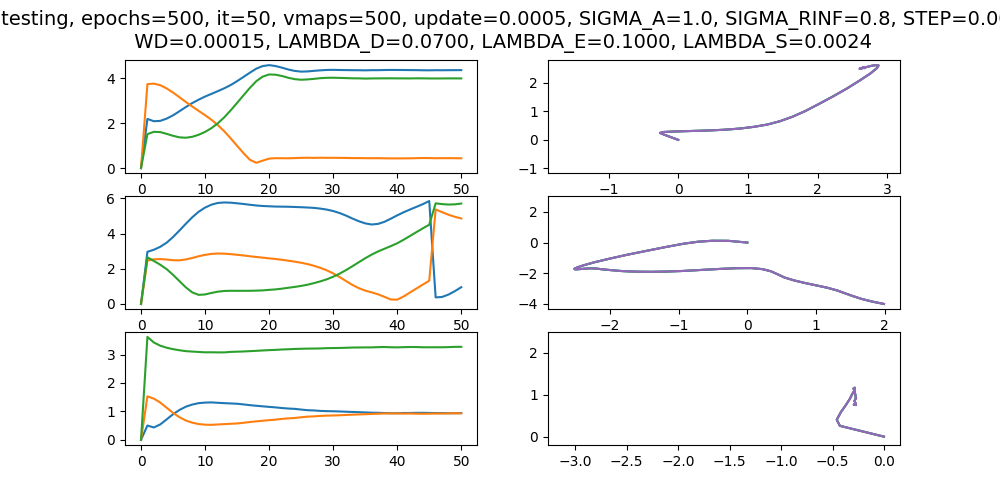 testing, epochs=500, it=50, vmaps=500, update=0.0005, SIGMA_A=1.0, SIGMA_RINF=0.8, STEP=0.0
WD=0.00015, LAMBDA_D=0.0700, LAMBDA_E=0.1000, LAMBDA_S=0.0024
4
2
0
0 10 20 30 40 50
2
1
0
−1
−1 0 1 2 3
6
4
2
0
0 10 20 30 40 50
2
0
−2
−4
−2 −1 0 1 2
3
2
1
0
0 10 20 30 40 50
2
1
0
−3.0 −2.5 −2.0 −1.5 −1.0 −0.5 0.0